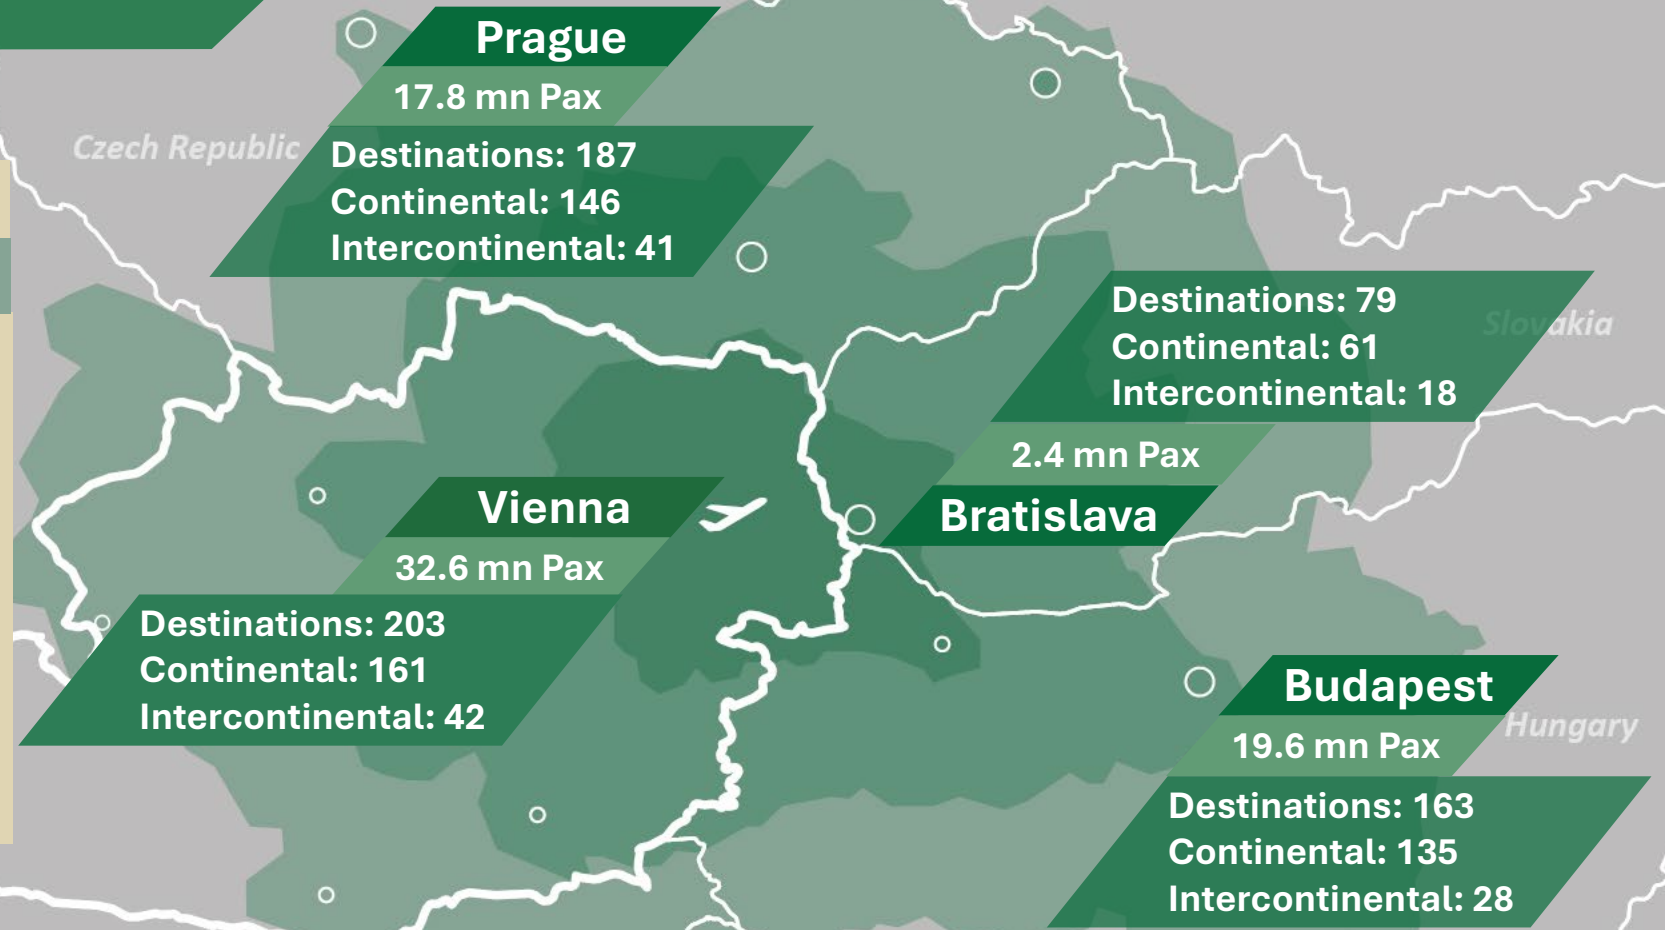 Prague
17.8 mn Pax
Czech Republic
Destinations: 187
Continental: 146
Intercontinental: 41
Destinations: 79
Slovakia
Continental: 61
Intercontinental: 18
2.4 mn Pax
Bratislava
Vienna
32.6 mn Pax
Destinations: 203
Continental: 161
Intercontinental: 42
Budapest
Hungary
19.6 mn Pax
Destinations: 163
Continental: 135
Intercontinental: 28